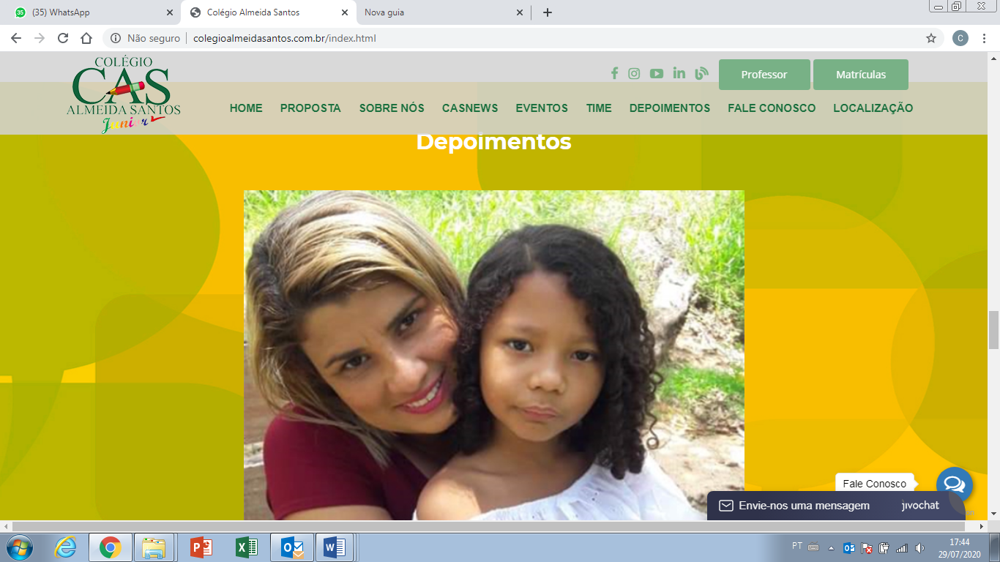 (35) WhatsApp
Colégio Almeida Santos
Nova guia
Não seguro
colegioalmeidasantos.com.br/index.html
C
COLÉGIO
CAS
ALMEIDA SANTOS
Junior
Professor
Matrículas
HOME PROPOSTA SOBRE NÓS CASNEWS EVENTOS TIME DEPOIMENTOS FALE CONOSCO LOCALIZAÇÃO
Depoimentos
Fale Conosco
Envie-nos uma mensagem
jivochat
PT
17:44
29/07/2020